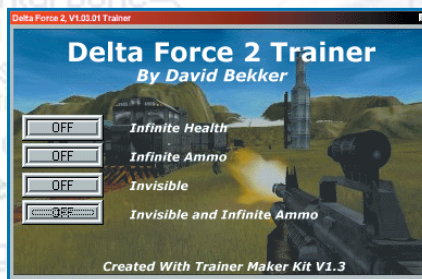 Delta Force 2, V1.03.01 Trainer
Delta Force 2 Trainer
By David Bekker
OFF Infinite Health
OFF Infinite Ammo
OFF Invisible
OFF Invisible and Infinite Ammo
Created With Trainer Maker Kit V1.3